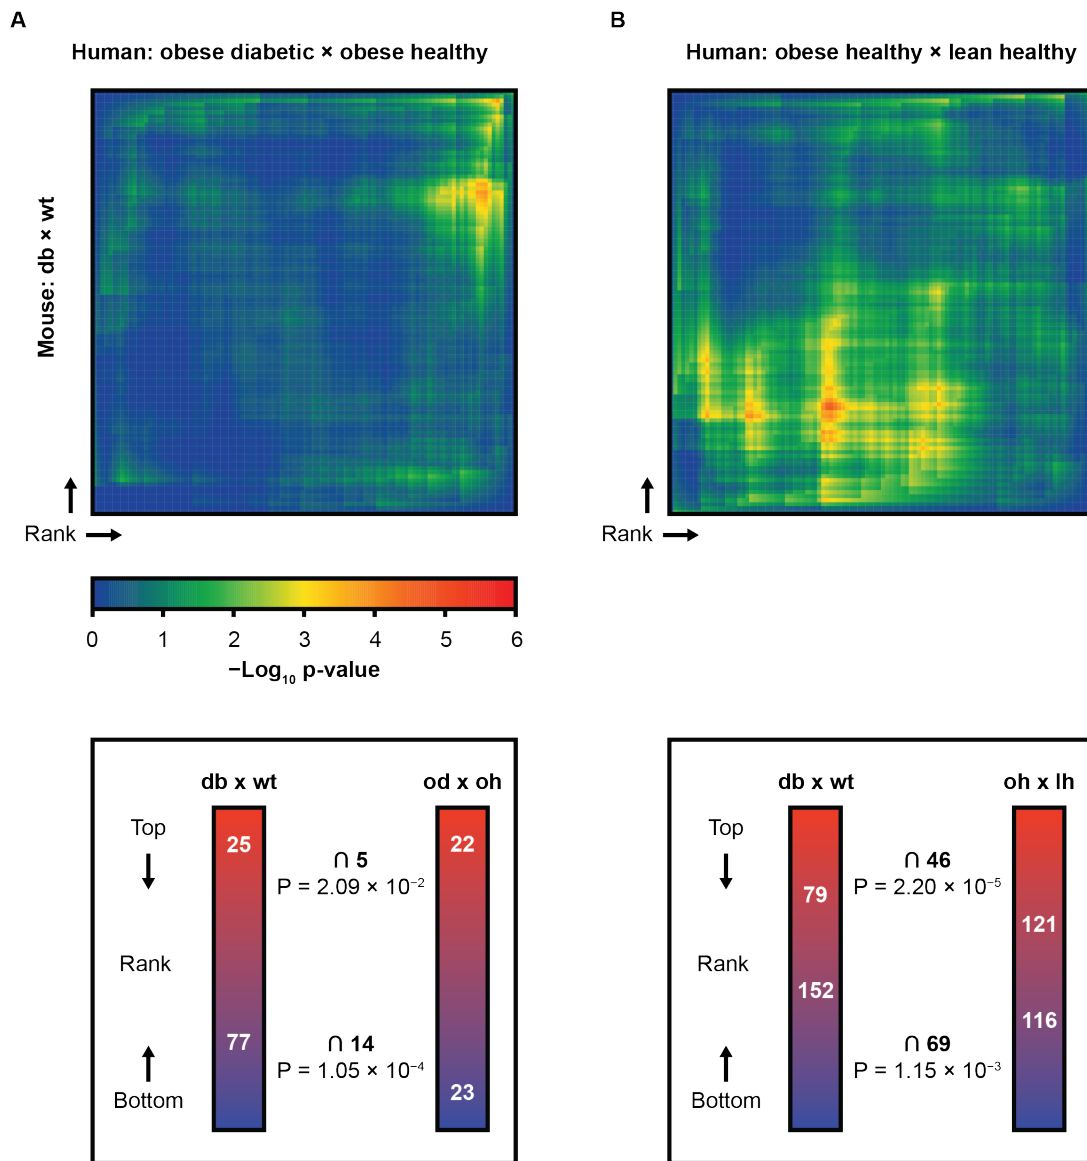 A
Human: obese diabetic × obese healthy
Mouse: db × wt
Rank
B
Human: obese healthy × lean healthy
Rank
0 1 2 3 4 5 6
−Log₁₀ p-value
db x wt od x oh
Top
25 22
∩ 5
P = 2.09 × 10⁻²
Rank
77
∩ 14
P = 1.05 × 10⁻⁴
Bottom
23
db x wt oh x lh
Top
∩ 46
P = 2.20 × 10⁻⁵
79
121
Rank
152
116
∩ 69
P = 1.15 × 10⁻³
Bottom